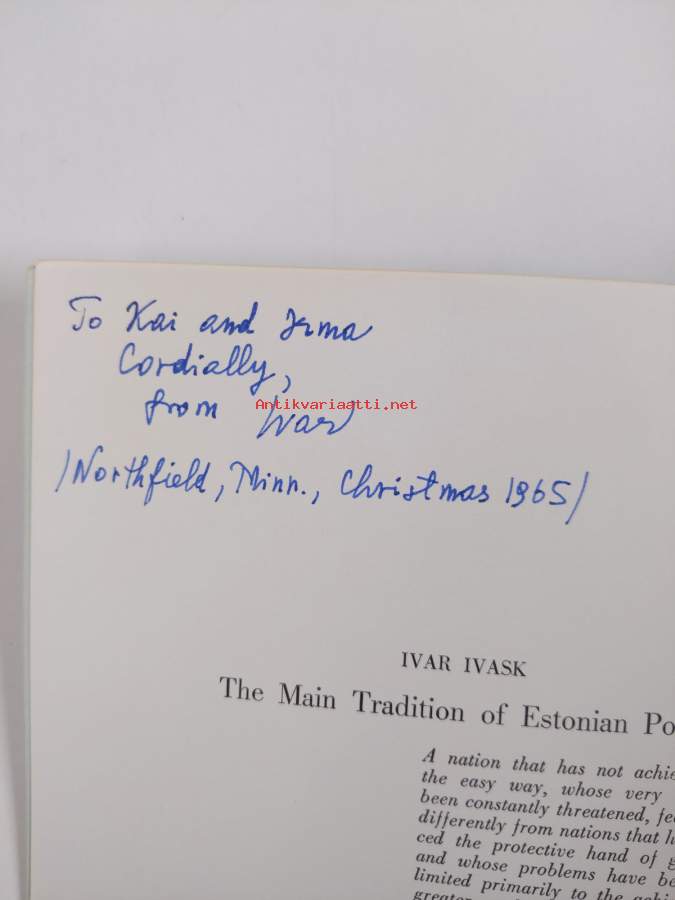 To Kai and Irma
Cordially,
from Ivar
Antikvariaatti.net
/Northfield, Minn., Christmas 1965/
IVAR IVASK
The Main Tradition of Estonian Po
A nation that has not achie
the easy way, whose very
been constantly threatened, fee
differently from nations that h
ced the protective hand of g
and whose problems have be
limited primarily to the